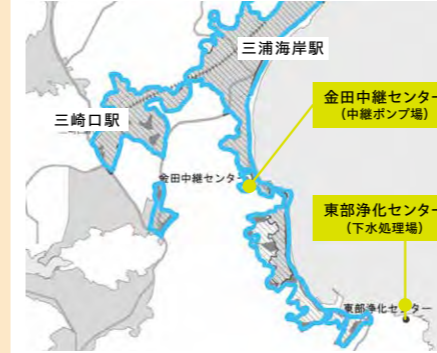 三浦海岸駅
三崎口駅
金田中継センター
(中継ポンプ場)
金田中継センター
東部浄化センター
(下水処理場)
東部浄化センター